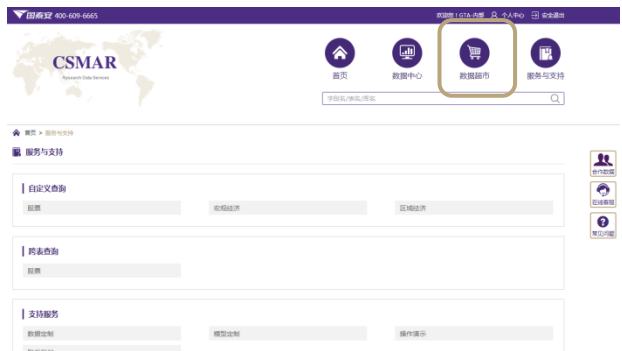 国泰安 400-609-6665
欢迎您！GTA-内部 个人中心 安全退出
CSMAR
Research Data Services
首页 数据中心 数据超市 服务与支持
字段名/表名/库名
首页 > 服务与支持
服务与支持
合作数据
在线客服
常见问题
自定义查询
股票 宏观经济 区域经济
跨表查询
股票
支持服务
数据定制 模型定制 操作演示